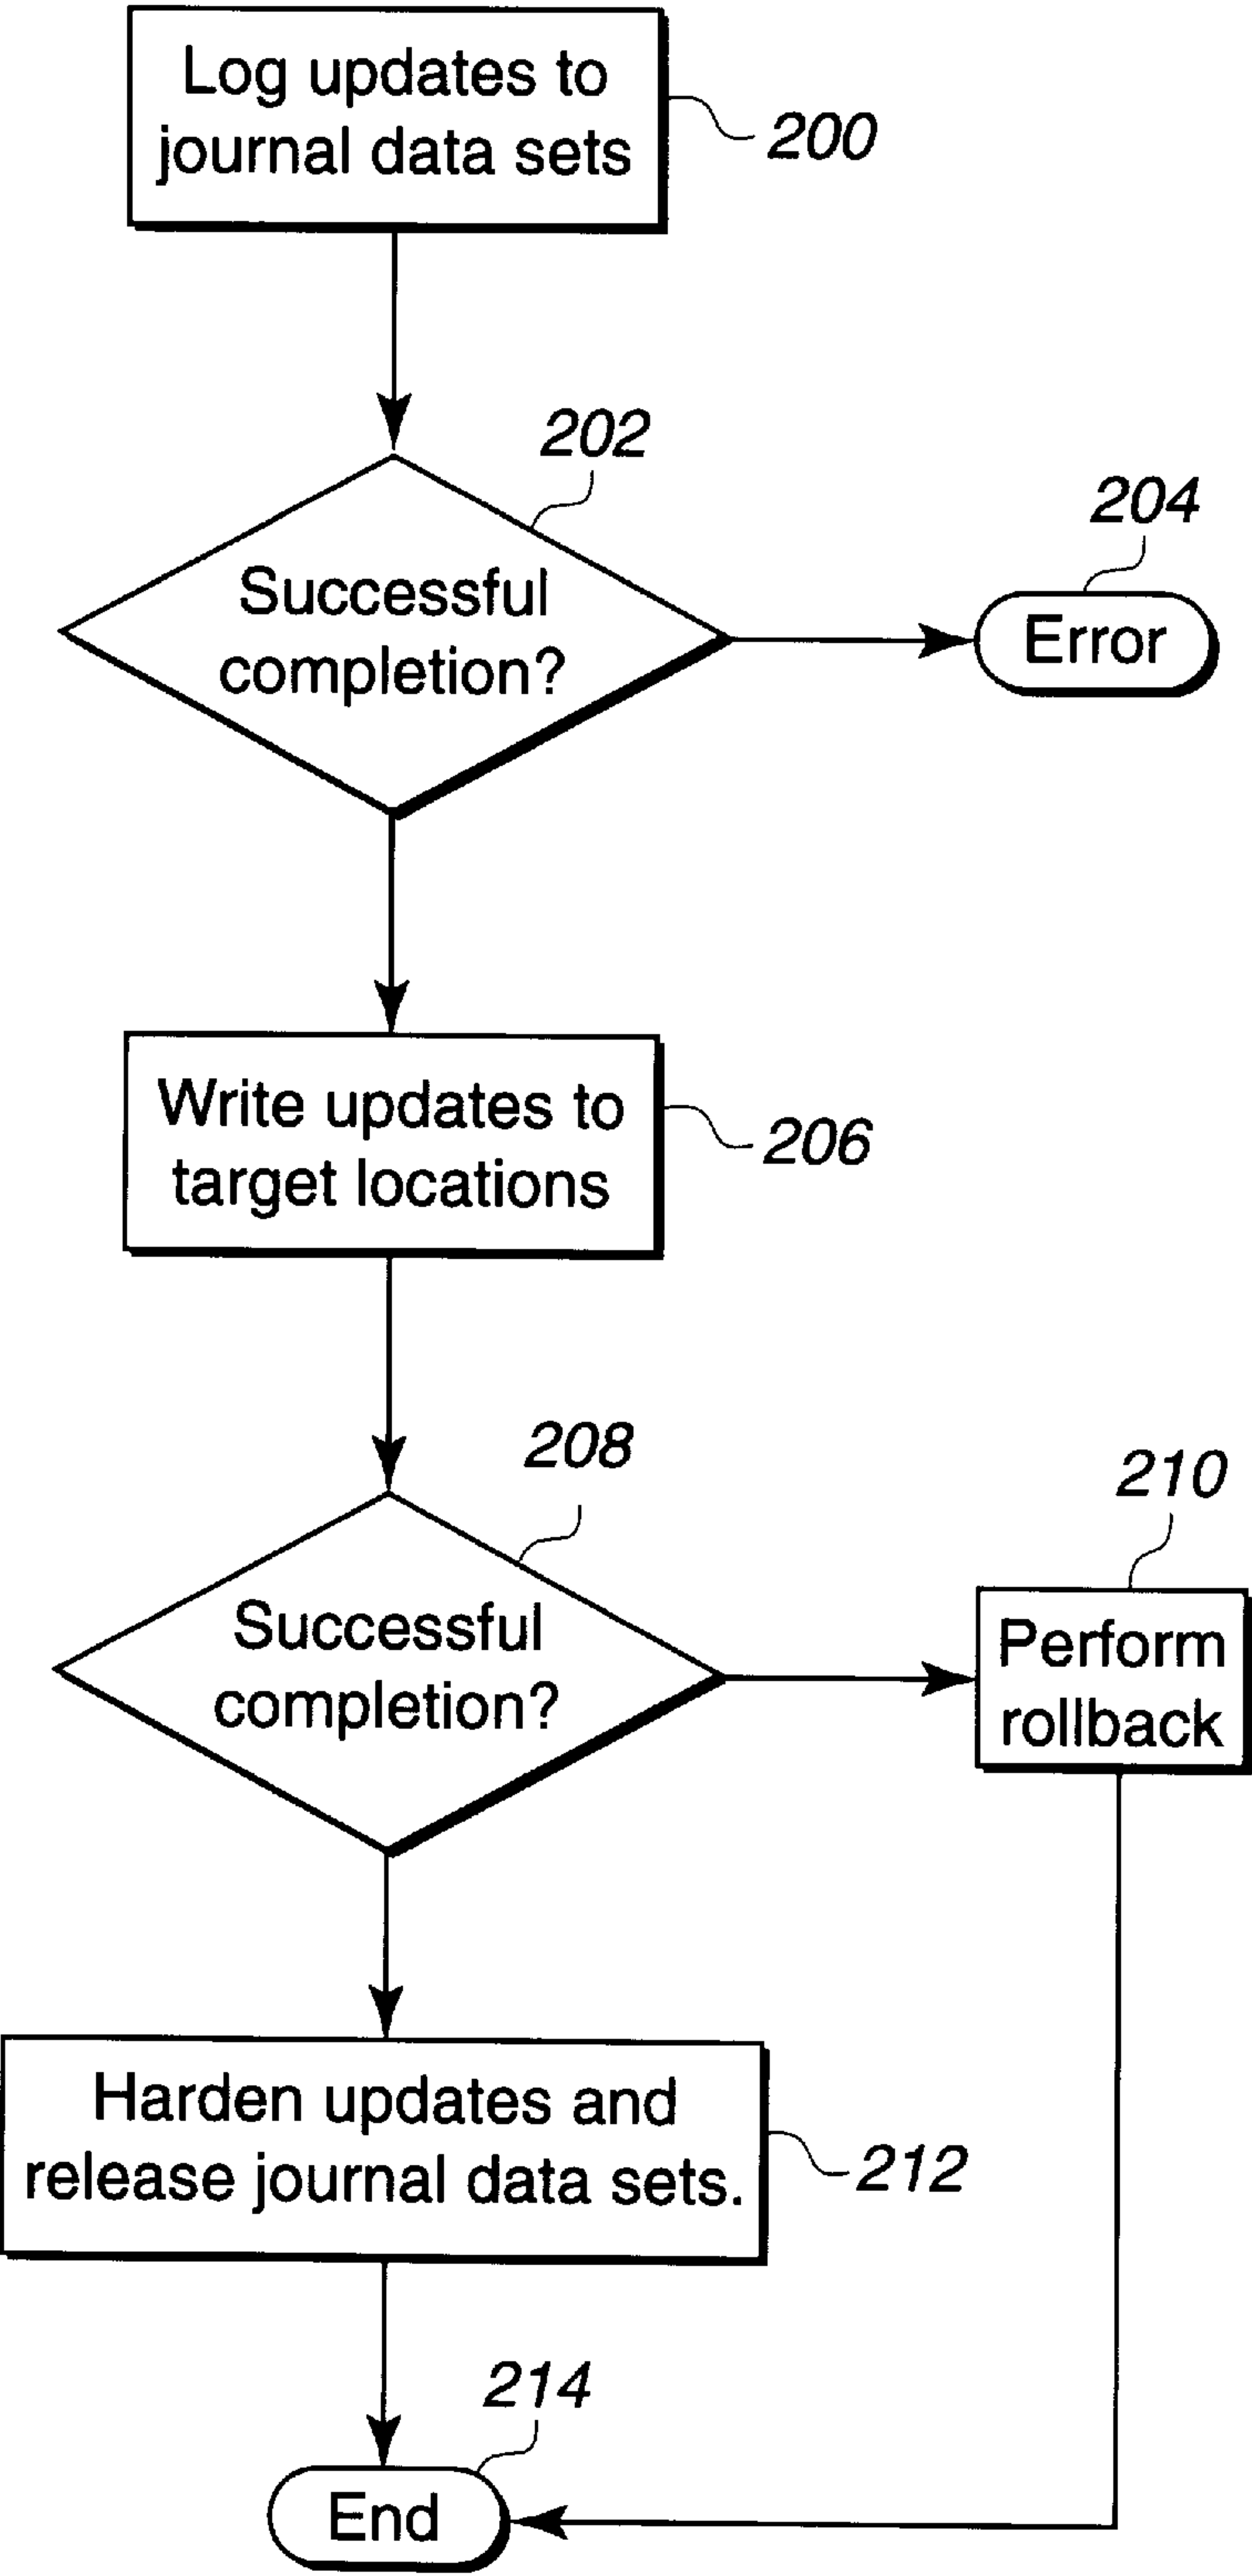 Log updates to
journal data sets
200
202
Successful
completion?
204
Error
Write updates to
target locations
206
208
Successful
completion?
210
Perform
rollback
Harden updates and
release journal data sets.
212
214
End